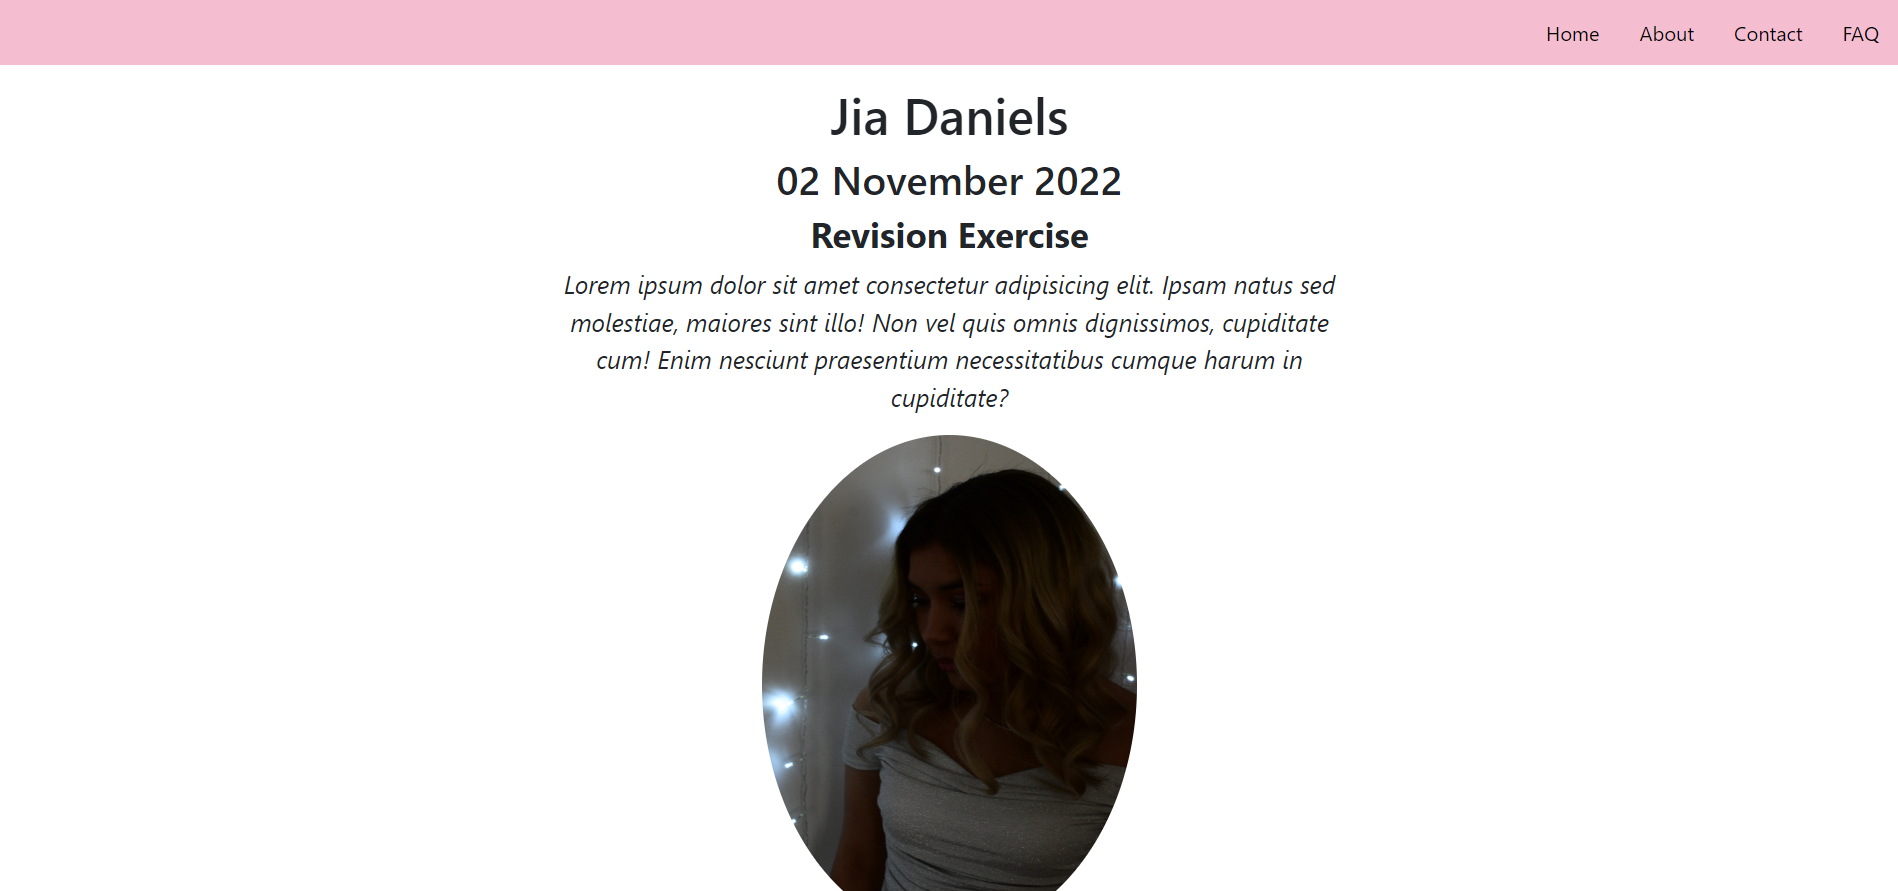 Home About Contact FAQ
Jia Daniels
02 November 2022
Revision Exercise
Lorem ipsum dolor sit amet consectetur adipisicing elit. Ipsam natus sed
molestiae, maiores sint illo! Non vel quis omnis dignissimos, cupiditate
cum! Enim nesciunt praesentium necessitatibus cumque harum in
cupiditate?